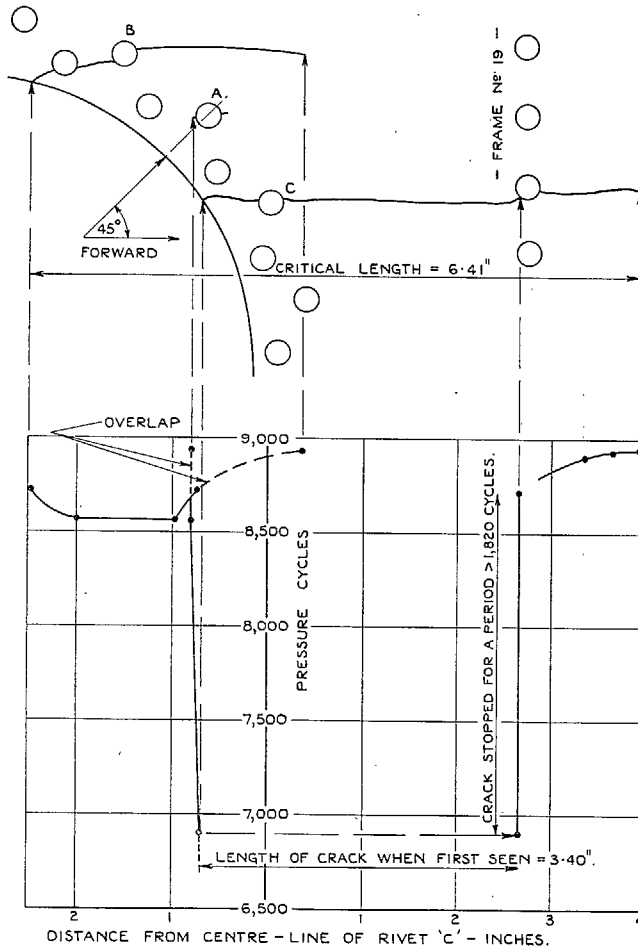 B
A.
C
— FRAME Nº 19 —
45°
FORWARD
CRITICAL LENGTH = 6·41"
OVERLAP
9,000
8,500
8,000
7,500
7,000
6,500
PRESSURE CYCLES
CRACK STOPPED FOR A PERIOD > 1,820 CYCLES.
LENGTH OF CRACK WHEN FIRST SEEN = 3·40".
2 1 1 2 3 4
DISTANCE FROM CENTRE-LINE OF RIVET 'C' - INCHES.